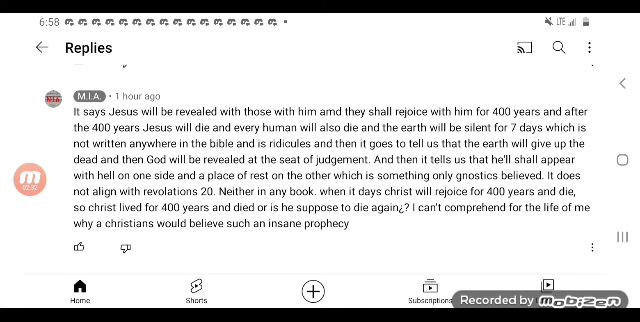 6:58
LTE
Replies
M.I.A. • 1 hour ago
It says Jesus will be revealed with those with him amd they shall rejoice with him for 400 years and after
the 400 years Jesus will die and every human will also die and the earth will be silent for 7 days which is
not written anywhere in the bible and is ridicules and then it goes to tell us that the earth will give up the
dead and then God will be revealed at the seat of judgement. And then it tells us that he'll shall appear
with hell on one side and a place of rest on the other which is something only gnostics believed. It does
not align with revolations 20. Neither in any book. when it days christ will rejoice for 400 years and die,
so christ lived for 400 years and died or is he suppose to die again¿? I can't comprehend for the life of me
why a christians would believe such an insane prophecy
02:32
Home
Shorts
Subscriptions
Recorded by mobizen